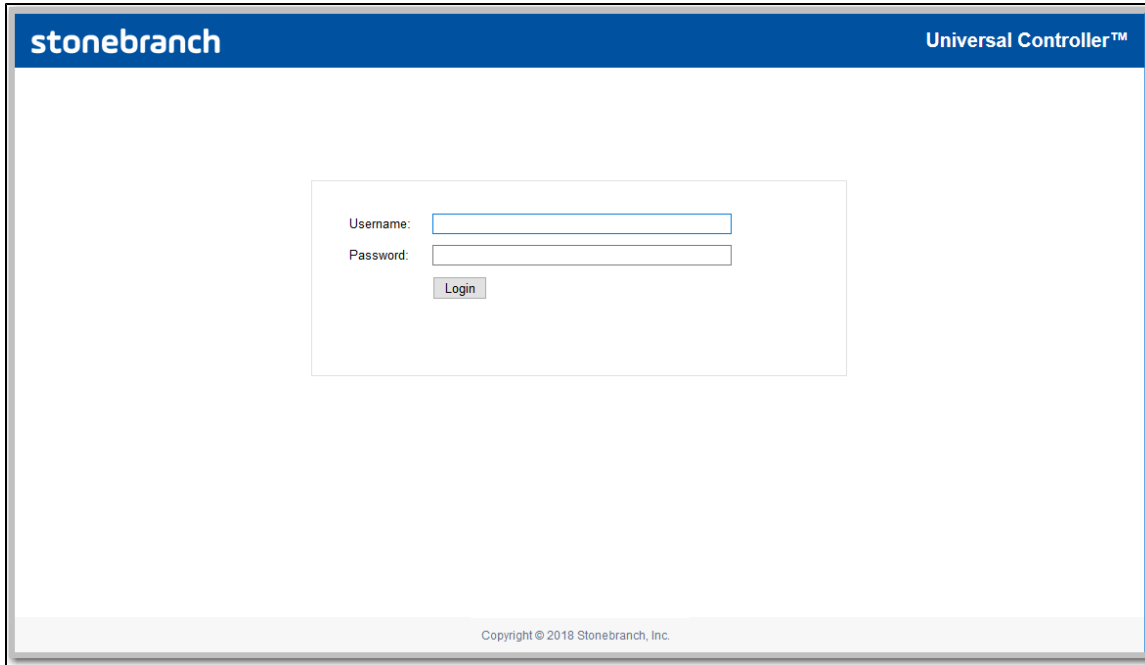 stonebranch
Universal Controller™
Username:
Password:
Login
Copyright © 2018 Stonebranch, Inc.